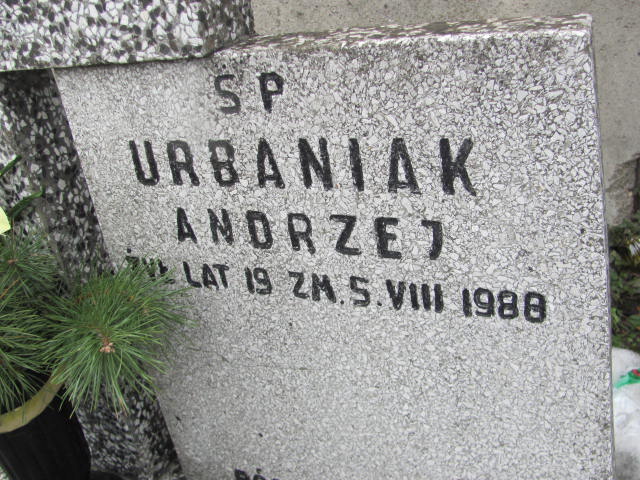 SP
URBANIAK
ANDRZEJ
ŻYŁ LAT 19 ZM. 5. VIII 1988